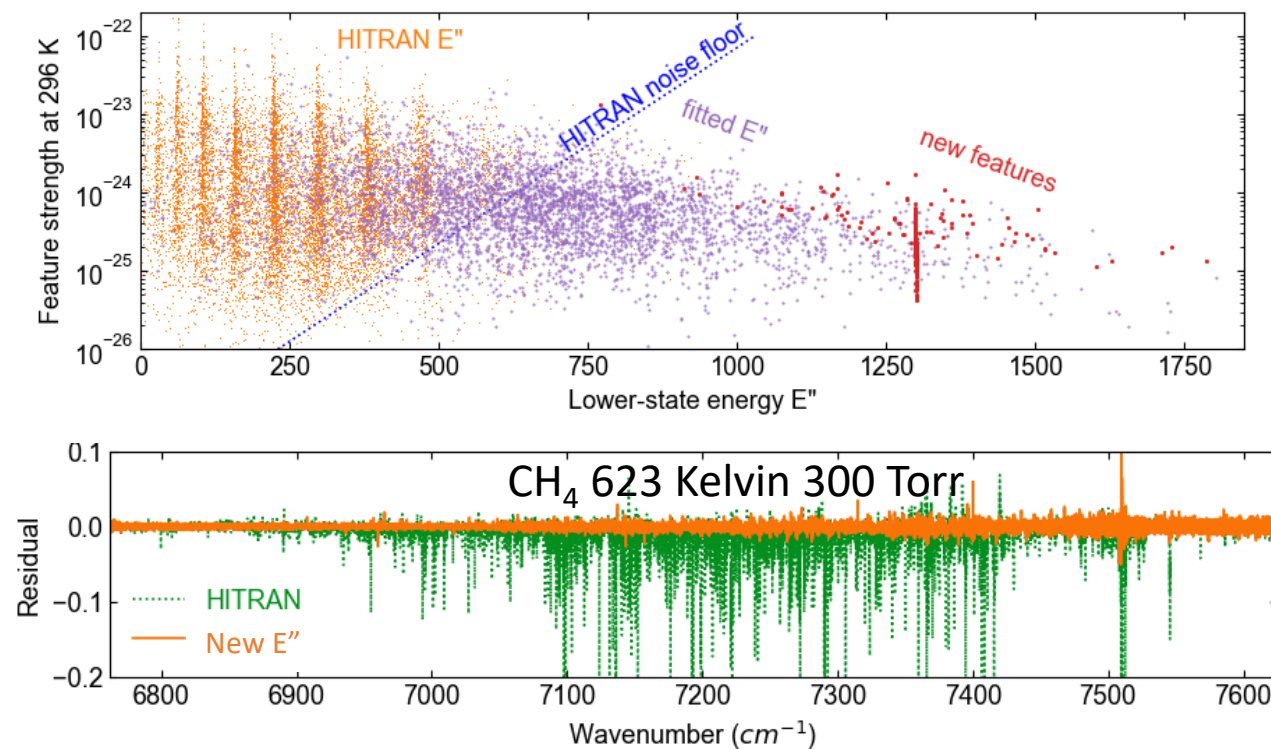 10⁻²²
10⁻²³
10⁻²⁴
10⁻²⁵
10⁻²⁶
Feature strength at 296 K
HITRAN E"
HITRAN noise floor
fitted E"
new features
0 250 500 750 1000 1250 1500 1750
Lower-state energy E"
0.1
0.0
−0.1
−0.2
Residual
CH₄ 623 Kelvin 300 Torr
HITRAN
New E”
6800 6900 7000 7100 7200 7300 7400 7500 7600
Wavenumber (cm⁻¹)